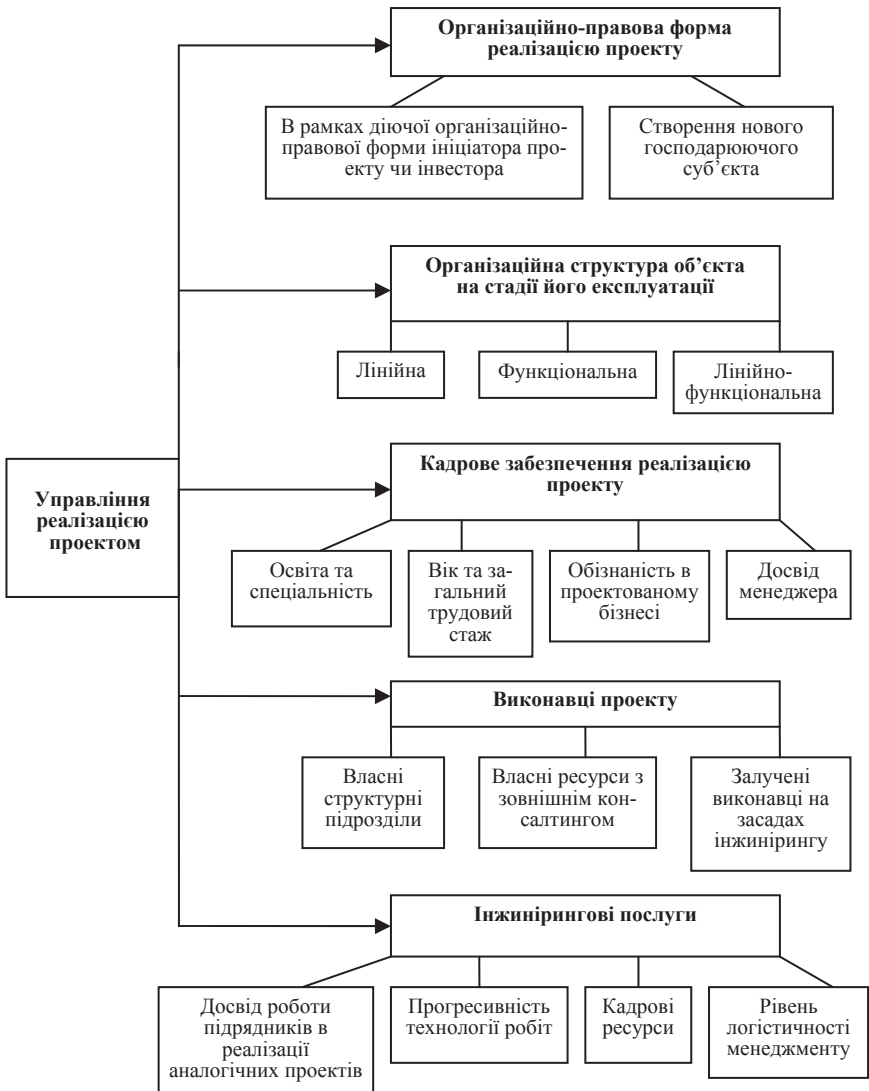 Організаційно-правова форма
реалізацією проекту
В рамках діючої організаційно-
правової форми ініціатора про-
екту чи інвестора
Створення нового
господарюючого
суб’єкта
Організаційна структура об’єкта
на стадії його експлуатації
Лінійна
Функціональна
Лінійно-
функціональна
Управління
реалізацією
проектом
Кадрове забезпечення реалізацією
проекту
Освіта та
спеціальність
Вік та за-
гальний
трудовий
стаж
Обізнаність в
проектованому
бізнесі
Досвід
менеджера
Виконавці проекту
Власні
структурні
підрозділи
Власні ресурси з
зовнішнім кон-
салтингом
Залучені
виконавці на
засадах
інжинірингу
Інжинірингові послуги
Досвід роботи
підрядників в
реалізації
аналогічних проектів
Прогресивність
технології робіт
Кадрові
ресурси
Рівень
логістичності
менеджменту